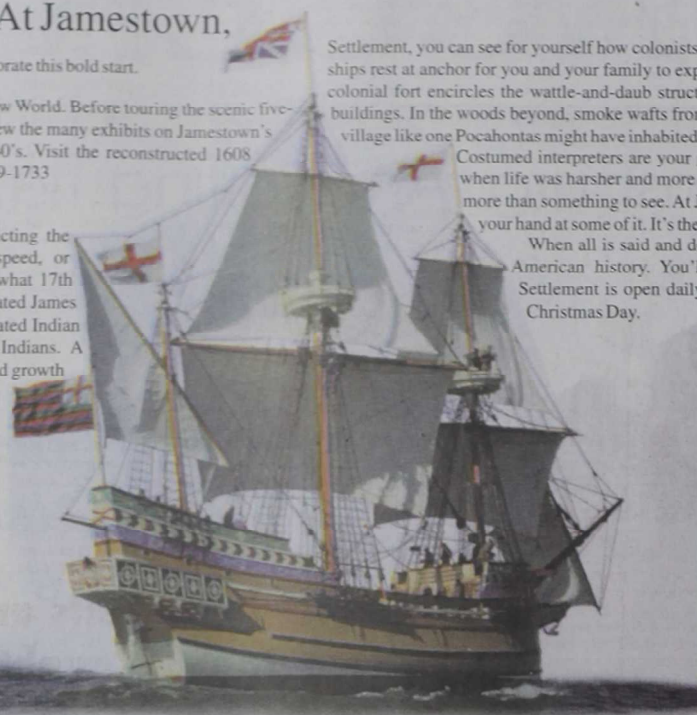 At Jamestown,
orate this bold start.
w World. Before touring the scenic five-
ew the many exhibits on Jamestown's
0's. Visit the reconstructed 1608
9-1733
cting the
speed, or
what 17th
ated James
ated Indian
Indians. A
d growth
Settlement, you can see for yourself how colonists
ships rest at anchor for you and your family to exp
colonial fort encircles the wattle-and-daub struct
buildings. In the woods beyond, smoke wafts from
village like one Pocahontas might have inhabited
Costumed interpreters are your
when life was harsher and more
more than something to see. At J
your hand at some of it. It's the
When all is said and d
American history. You'l
Settlement is open daily
Christmas Day.